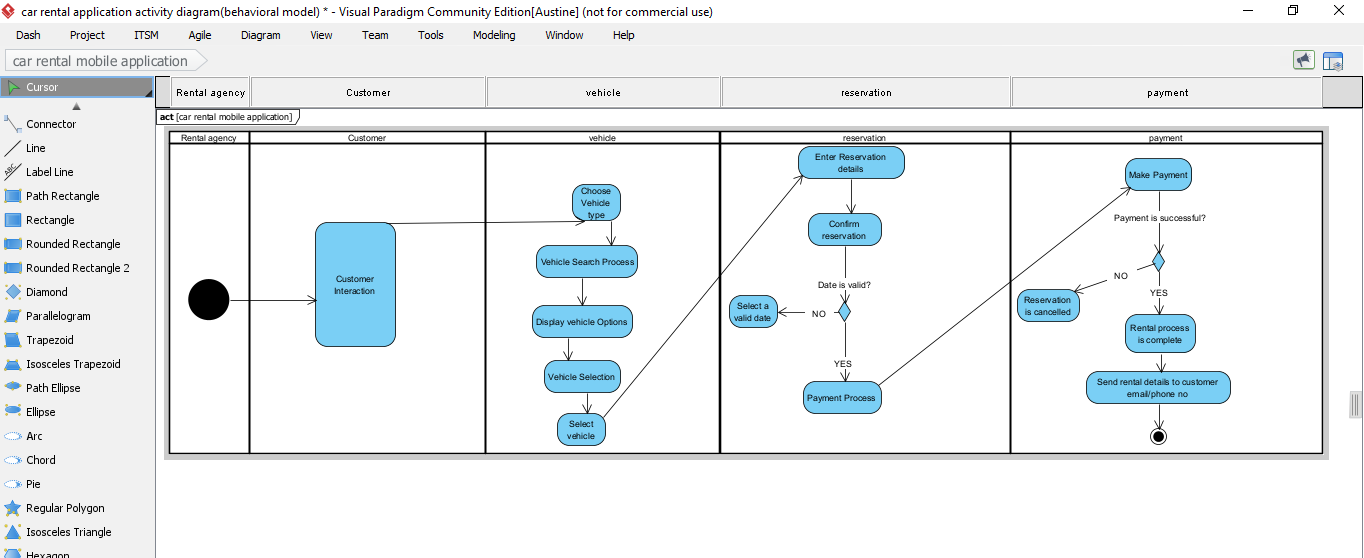 car rental application activity diagram(behavioral model) * - Visual Paradigm Community Edition[Austine] (not for commercial use)
Dash Project ITSM Agile Diagram View Team Tools Modeling Window Help
car rental mobile application
Cursor
Connector
Line
ABC
Label Line
Path Rectangle
Rectangle
Rounded Rectangle
Rounded Rectangle 2
Diamond
Parallelogram
Trapezoid
Isosceles Trapezoid
Path Ellipse
Ellipse
Arc
Chord
Pie
Regular Polygon
Isosceles Triangle
Hexagon
Rental agency Customer vehicle reservation payment
act [car rental mobile application]
Rental agency Customer vehicle reservation payment
Customer
Interaction
Choose
Vehicle
type
Vehicle Search Process
Display vehicle Options
Vehicle Selection
Select
vehicle
Enter Reservation
details
Confirm
reservation
Date is valid?
NO
Select a
valid date
YES
Payment Process
Make Payment
Payment is successful?
NO
Reservation
is cancelled
YES
Rental process
is complete
Send rental details to customer
email/phone no